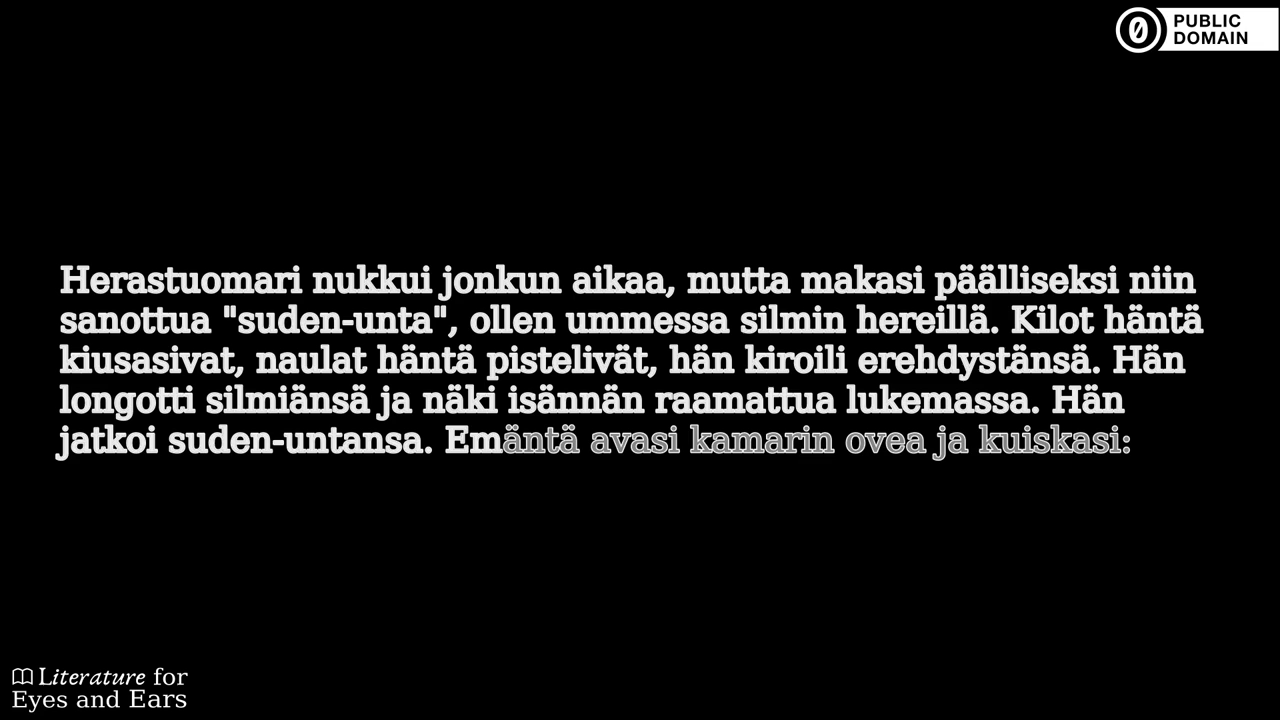 PUBLIC
DOMAIN
Herastuomari nukkui jonkun aikaa, mutta makasi päälliseksi niin
sanottua "suden-unta", ollen ummessa silmin hereillä. Kilot häntä
kiusasivat, naulat häntä pistelivät, hän kiroili erehdystänsä. Hän
longotti silmiänsä ja näki isännän raamattua lukemassa. Hän
jatkoi suden-untansa. Emäntä avasi kamarin ovea ja kuiskasi:
Literature for
Eyes and Ears